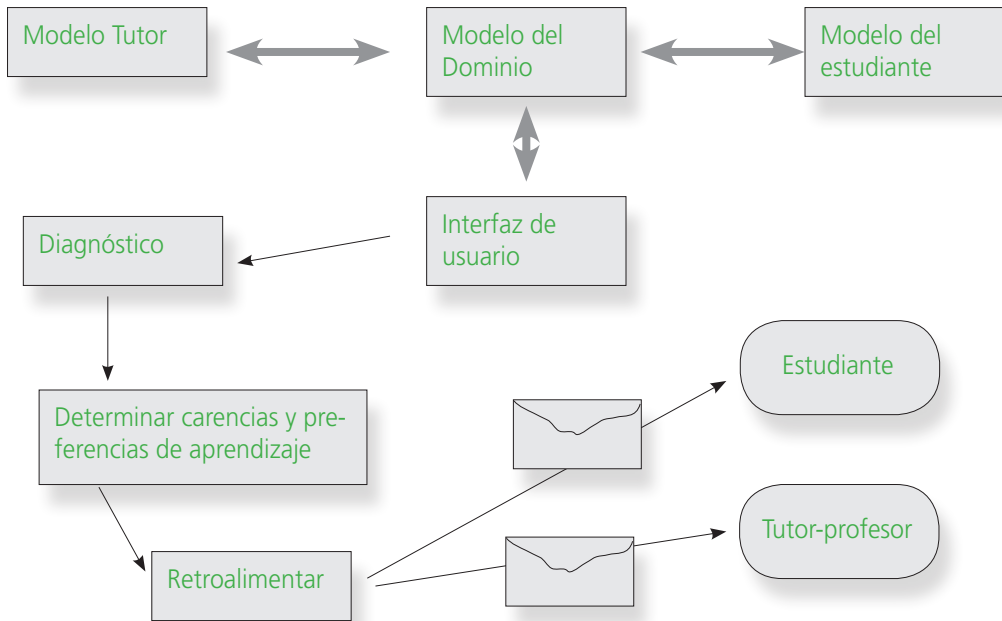 Modelo Tutor
Modelo del
Dominio
Modelo del
estudiante
Interfaz de
usuario
Diagnóstico
Determinar carencias y pre-
ferencias de aprendizaje
Retroalimentar
Estudiante
Tutor-profesor